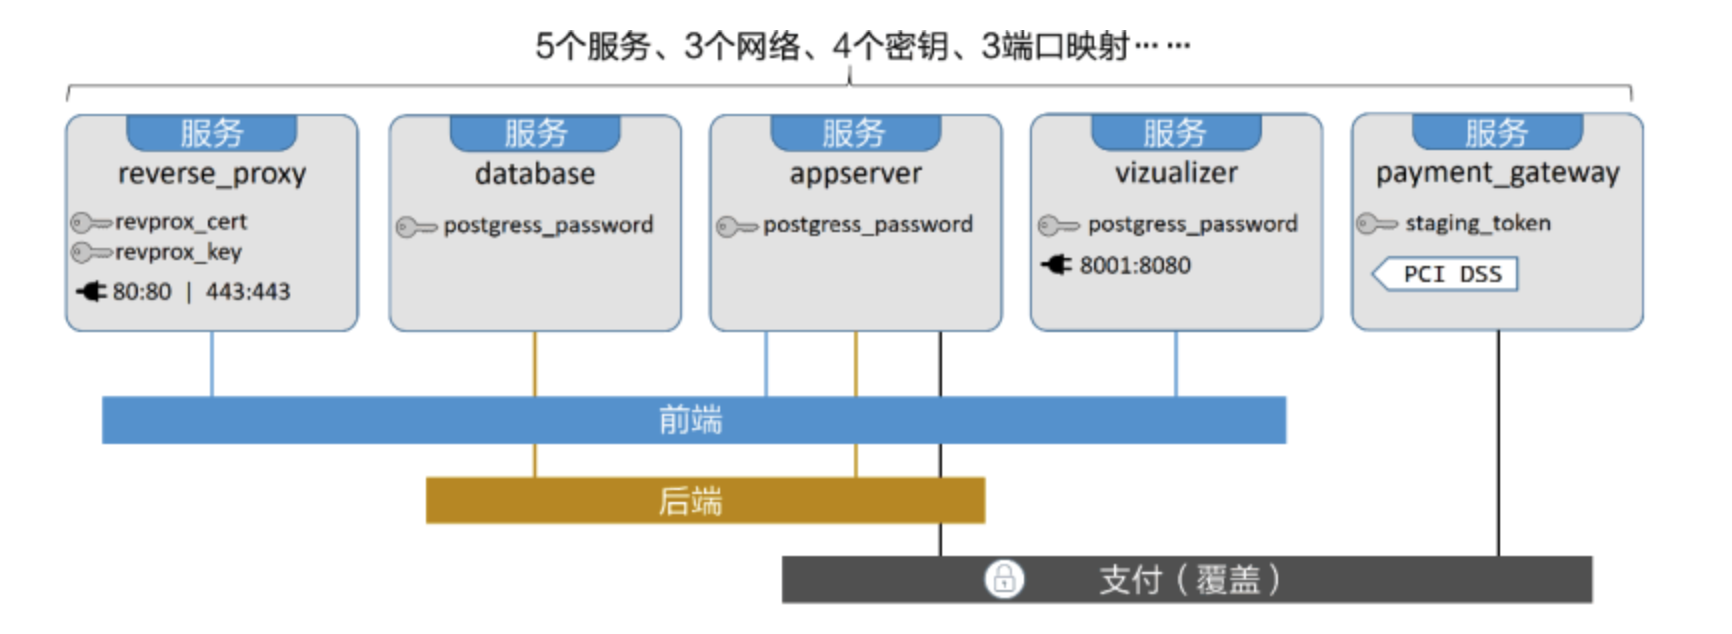 5个服务、3个网络、4个密钥、3端口映射……
服务
reverse_proxy
revprox_cert
revprox_key
80:80 | 443:443
服务
database
postgress_password
服务
appserver
postgress_password
服务
vizualizer
postgress_password
8001:8080
服务
payment_gateway
staging_token
PCI DSS
前端
后端
支付（覆盖）